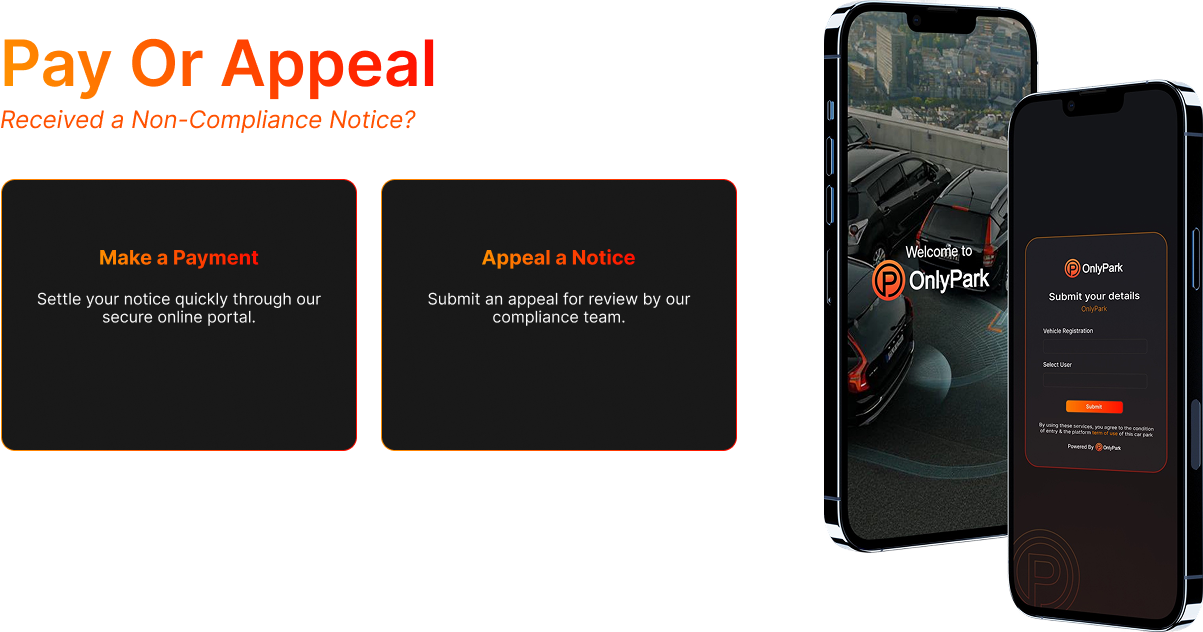 Pay Or Appeal
Received a Non-Compliance Notice?
Make a Payment
Settle your notice quickly through our
secure online portal.
Appeal a Notice
Submit an appeal for review by our
compliance team.
Welcome to
OnlyPark
OnlyPark
Submit your details
OnlyPark
Vehicle Registration
Select User
Submit
By using these services, you agree to the condition
of entry & the platform term of use of this car park
Powered By OnlyPark